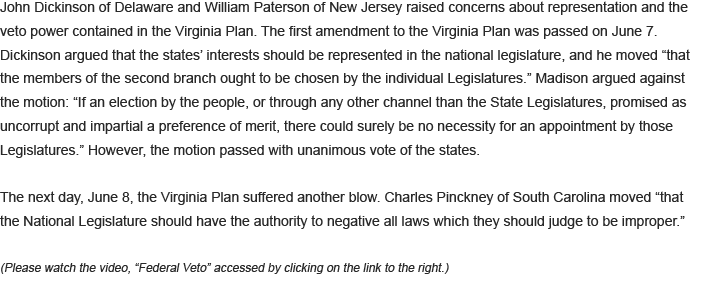 John Dickinson of Delaware and William Paterson of New Jersey raised concerns about representation and the
veto power contained in the Virginia Plan. The first amendment to the Virginia Plan was passed on June 7.
Dickinson argued that the states’ interests should be represented in the national legislature, and he moved “that
the members of the second branch ought to be chosen by the individual Legislatures.” Madison argued against
the motion: “If an election by the people, or through any other channel than the State Legislatures, promised as
uncorrupt and impartial a preference of merit, there could surely be no necessity for an appointment by those
Legislatures.” However, the motion passed with unanimous vote of the states.
The next day, June 8, the Virginia Plan suffered another blow. Charles Pinckney of South Carolina moved “that
the National Legislature should have the authority to negative all laws which they should judge to be improper.”
(Please watch the video, “Federal Veto” accessed by clicking on the link to the right.)